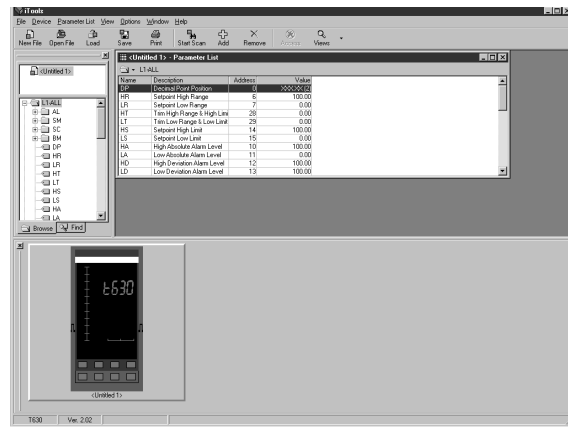 iTools
File Device Parameter List View Options Window Help
New File Open File Load Save Print Start Scan Add Remove Access Views
<Untitled 1>
<Untitled 1> - Parameter List
L1-ALL
Name Description Address Value
DP Decimal Point Position 0 XXX.XX (2)
HR Setpoint High Range 6 100.00
LR Setpoint Low Range 7 0.00
HT Trim High Range & High Limi 28 0.00
LT Trim Low Range & Low Limit 29 0.00
HS Setpoint High Limit 14 100.00
LS Setpoint Low Limit 15 0.00
HA High Absolute Alarm Level 10 100.00
LA Low Absolute Alarm Level 11 0.00
HD High Deviation Alarm Level 12 100.00
LD Low Deviation Alarm Level 13 100.00
L1-ALL
AL
SM
SC
BM
DP
HR
LR
HT
LT
HS
LS
HA
LA
Browse Find
t630
<Untitled 1>
T630 Ver. 2.02